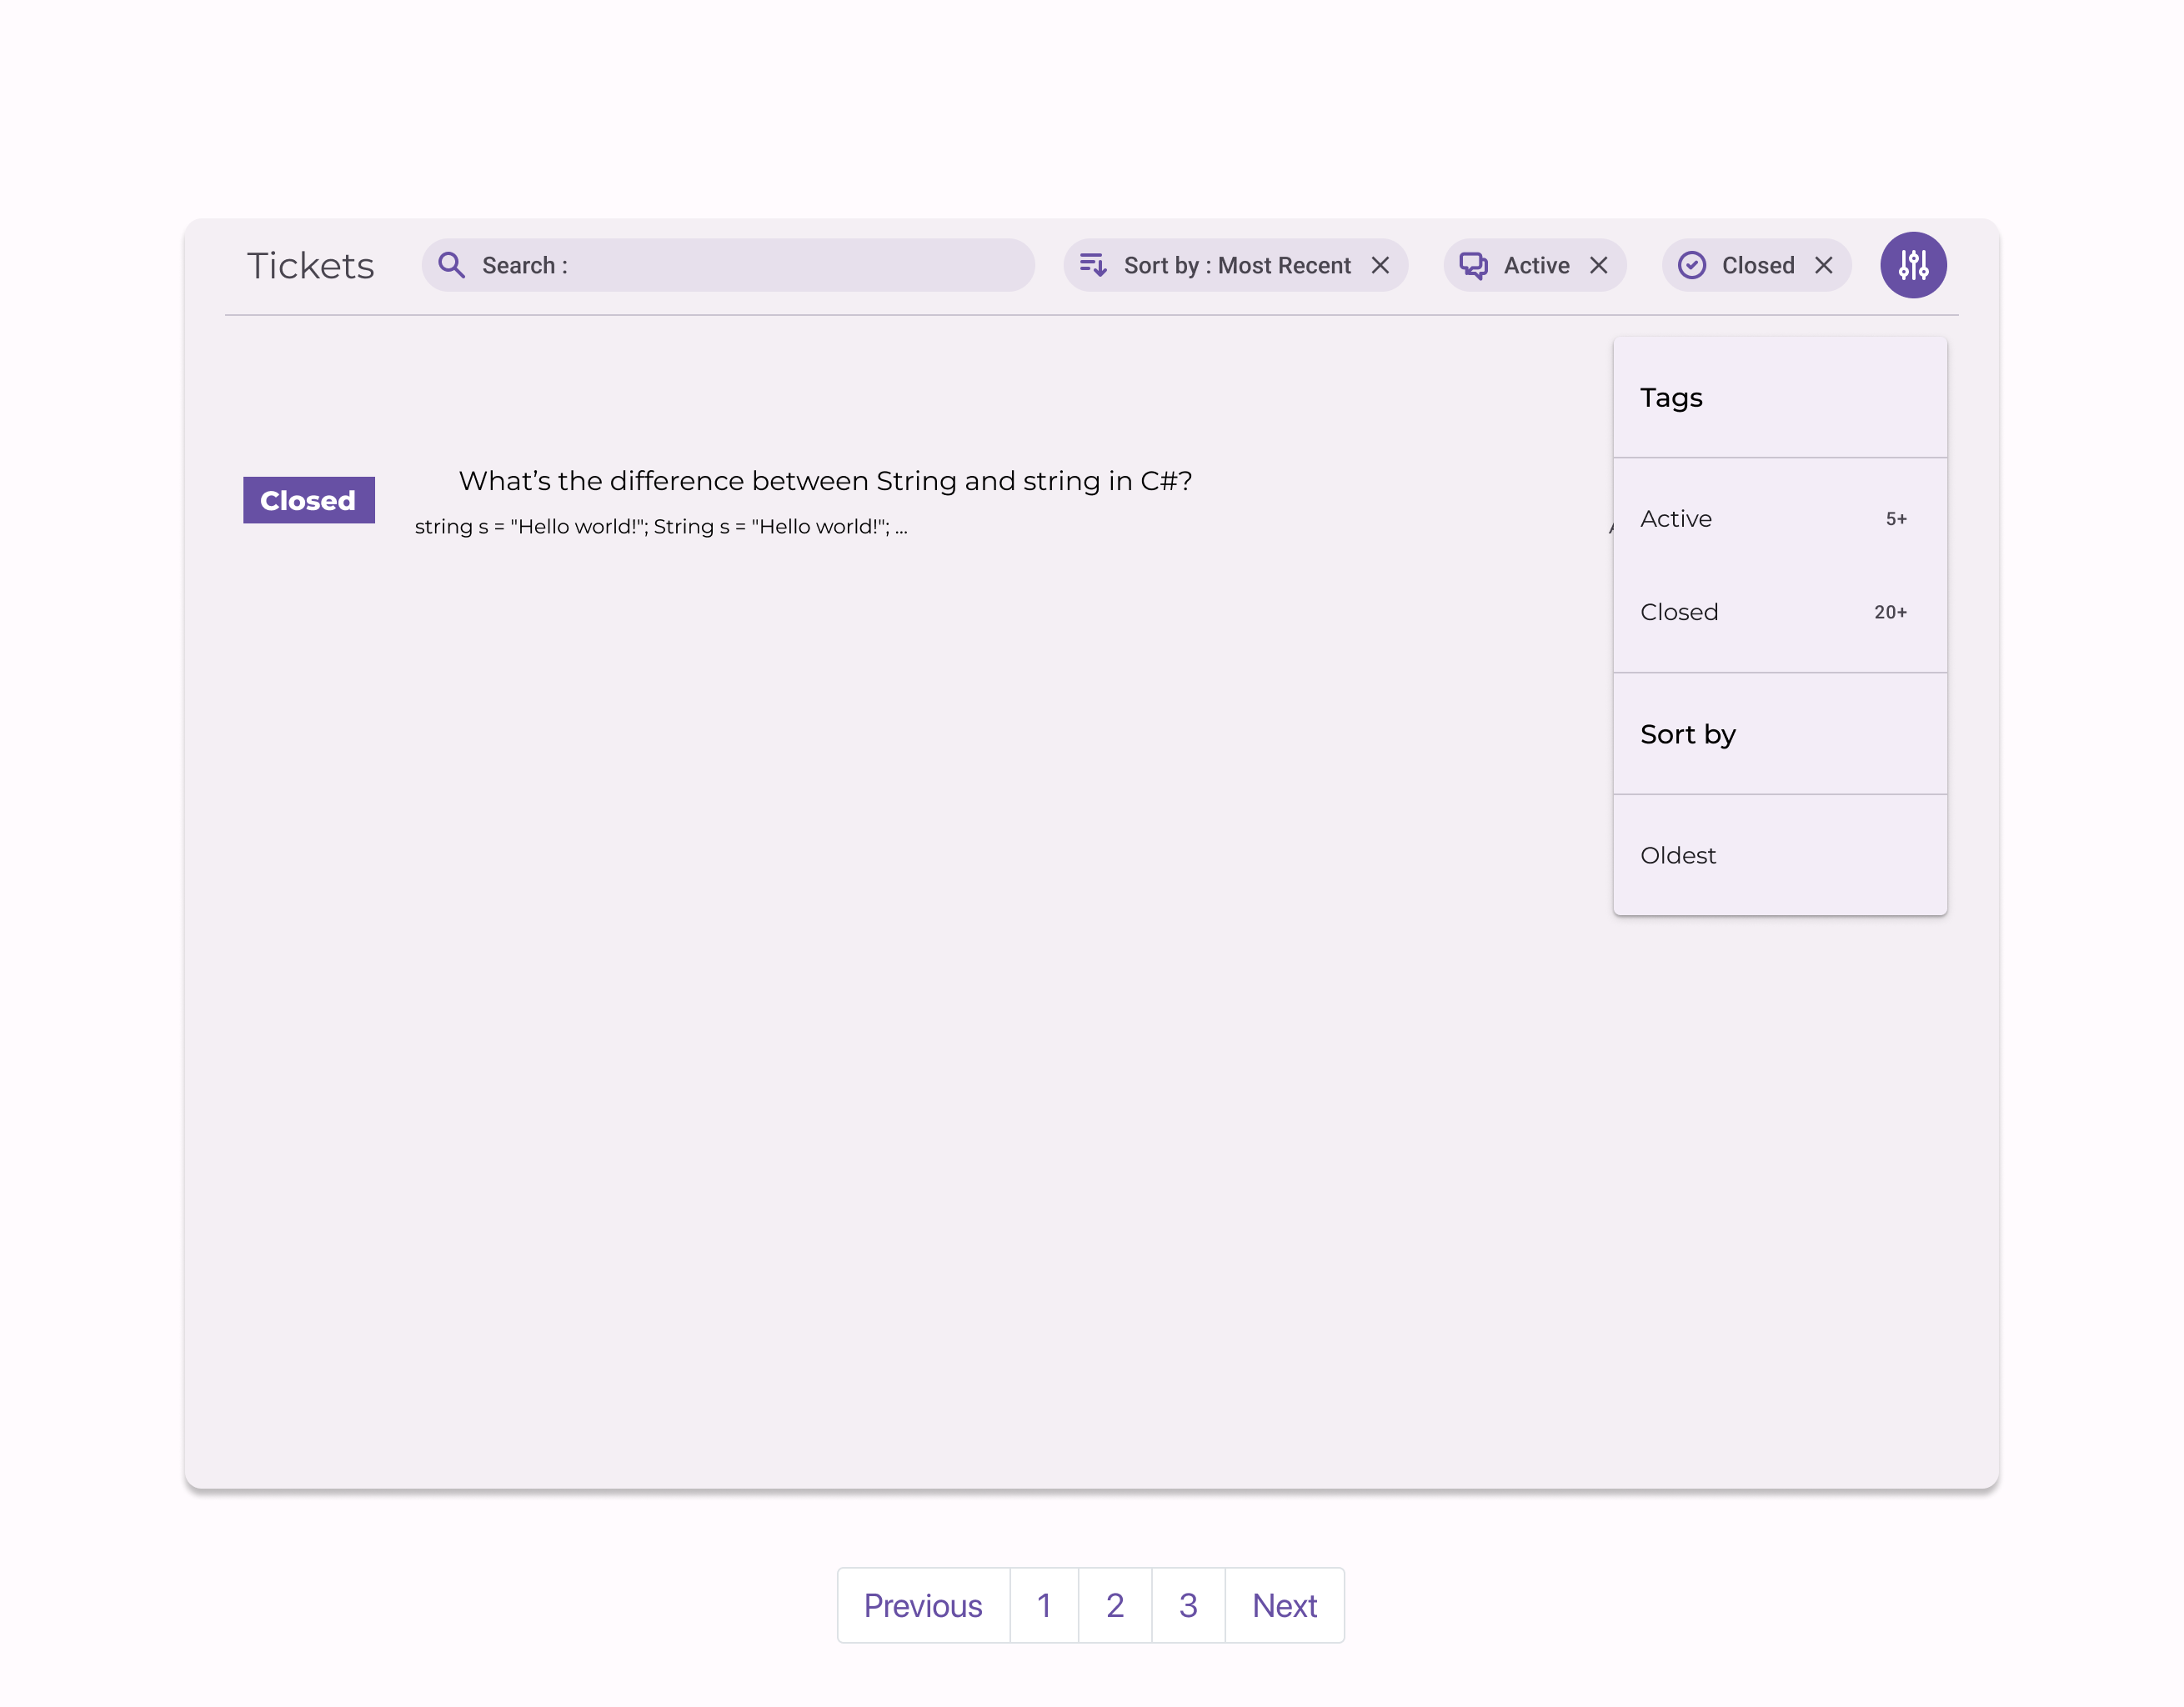 Tickets
Search :
Sort by : Most Recent
Active
Closed
Tags
What’s the difference between String and string in C#?
Closed
string s = "Hello world!"; String s = "Hello world!"; ...
Active 5+
Closed 20+
Sort by
Oldest
Previous 1 2 3 Next